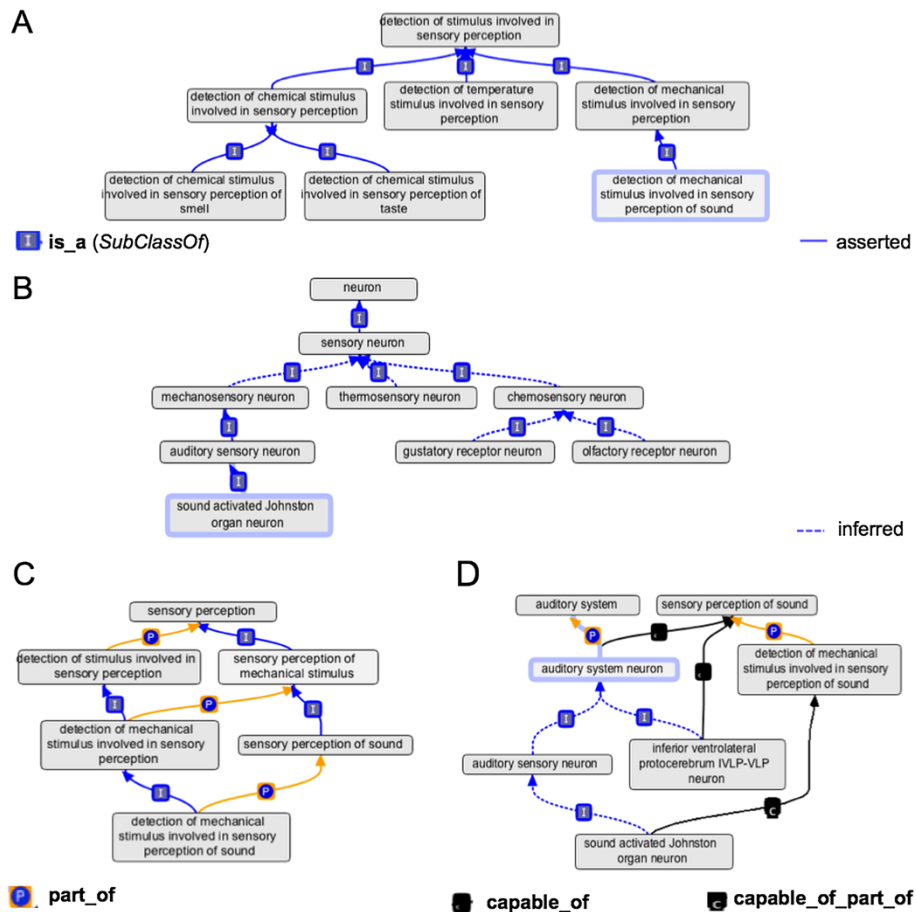 A
detection of stimulus involved in
sensory perception
I
I
I
detection of chemical stimulus
involved in sensory perception
detection of temperature
stimulus involved in sensory
perception
detection of mechanical
stimulus involved in sensory
perception
I
I
I
detection of chemical stimulus
involved in sensory perception of
smell
detection of chemical stimulus
involved in sensory perception of
taste
detection of mechanical
stimulus involved in sensory
perception of sound
I is_a (SubClassOf)
asserted
B
neuron
I
sensory neuron
I
I
I
mechanosensory neuron
thermosensory neuron
chemosensory neuron
I
I
I
auditory sensory neuron
gustatory receptor neuron
olfactory receptor neuron
I
sound activated Johnston
organ neuron
inferred
C
sensory perception
P
I
detection of stimulus involved in
sensory perception
sensory perception of
mechanical stimulus
I
P
I
detection of mechanical
stimulus involved in sensory
perception
sensory perception of sound
I
P
detection of mechanical
stimulus involved in sensory
perception of sound
P part_of
D
auditory system
sensory perception of sound
P
P
auditory system neuron
detection of mechanical
stimulus involved in sensory
perception of sound
I
I
auditory sensory neuron
inferior ventrolateral
protocerebrum IVLP-VLP
neuron
I
C
sound activated Johnston
organ neuron
capable_of
C capable_of_part_of